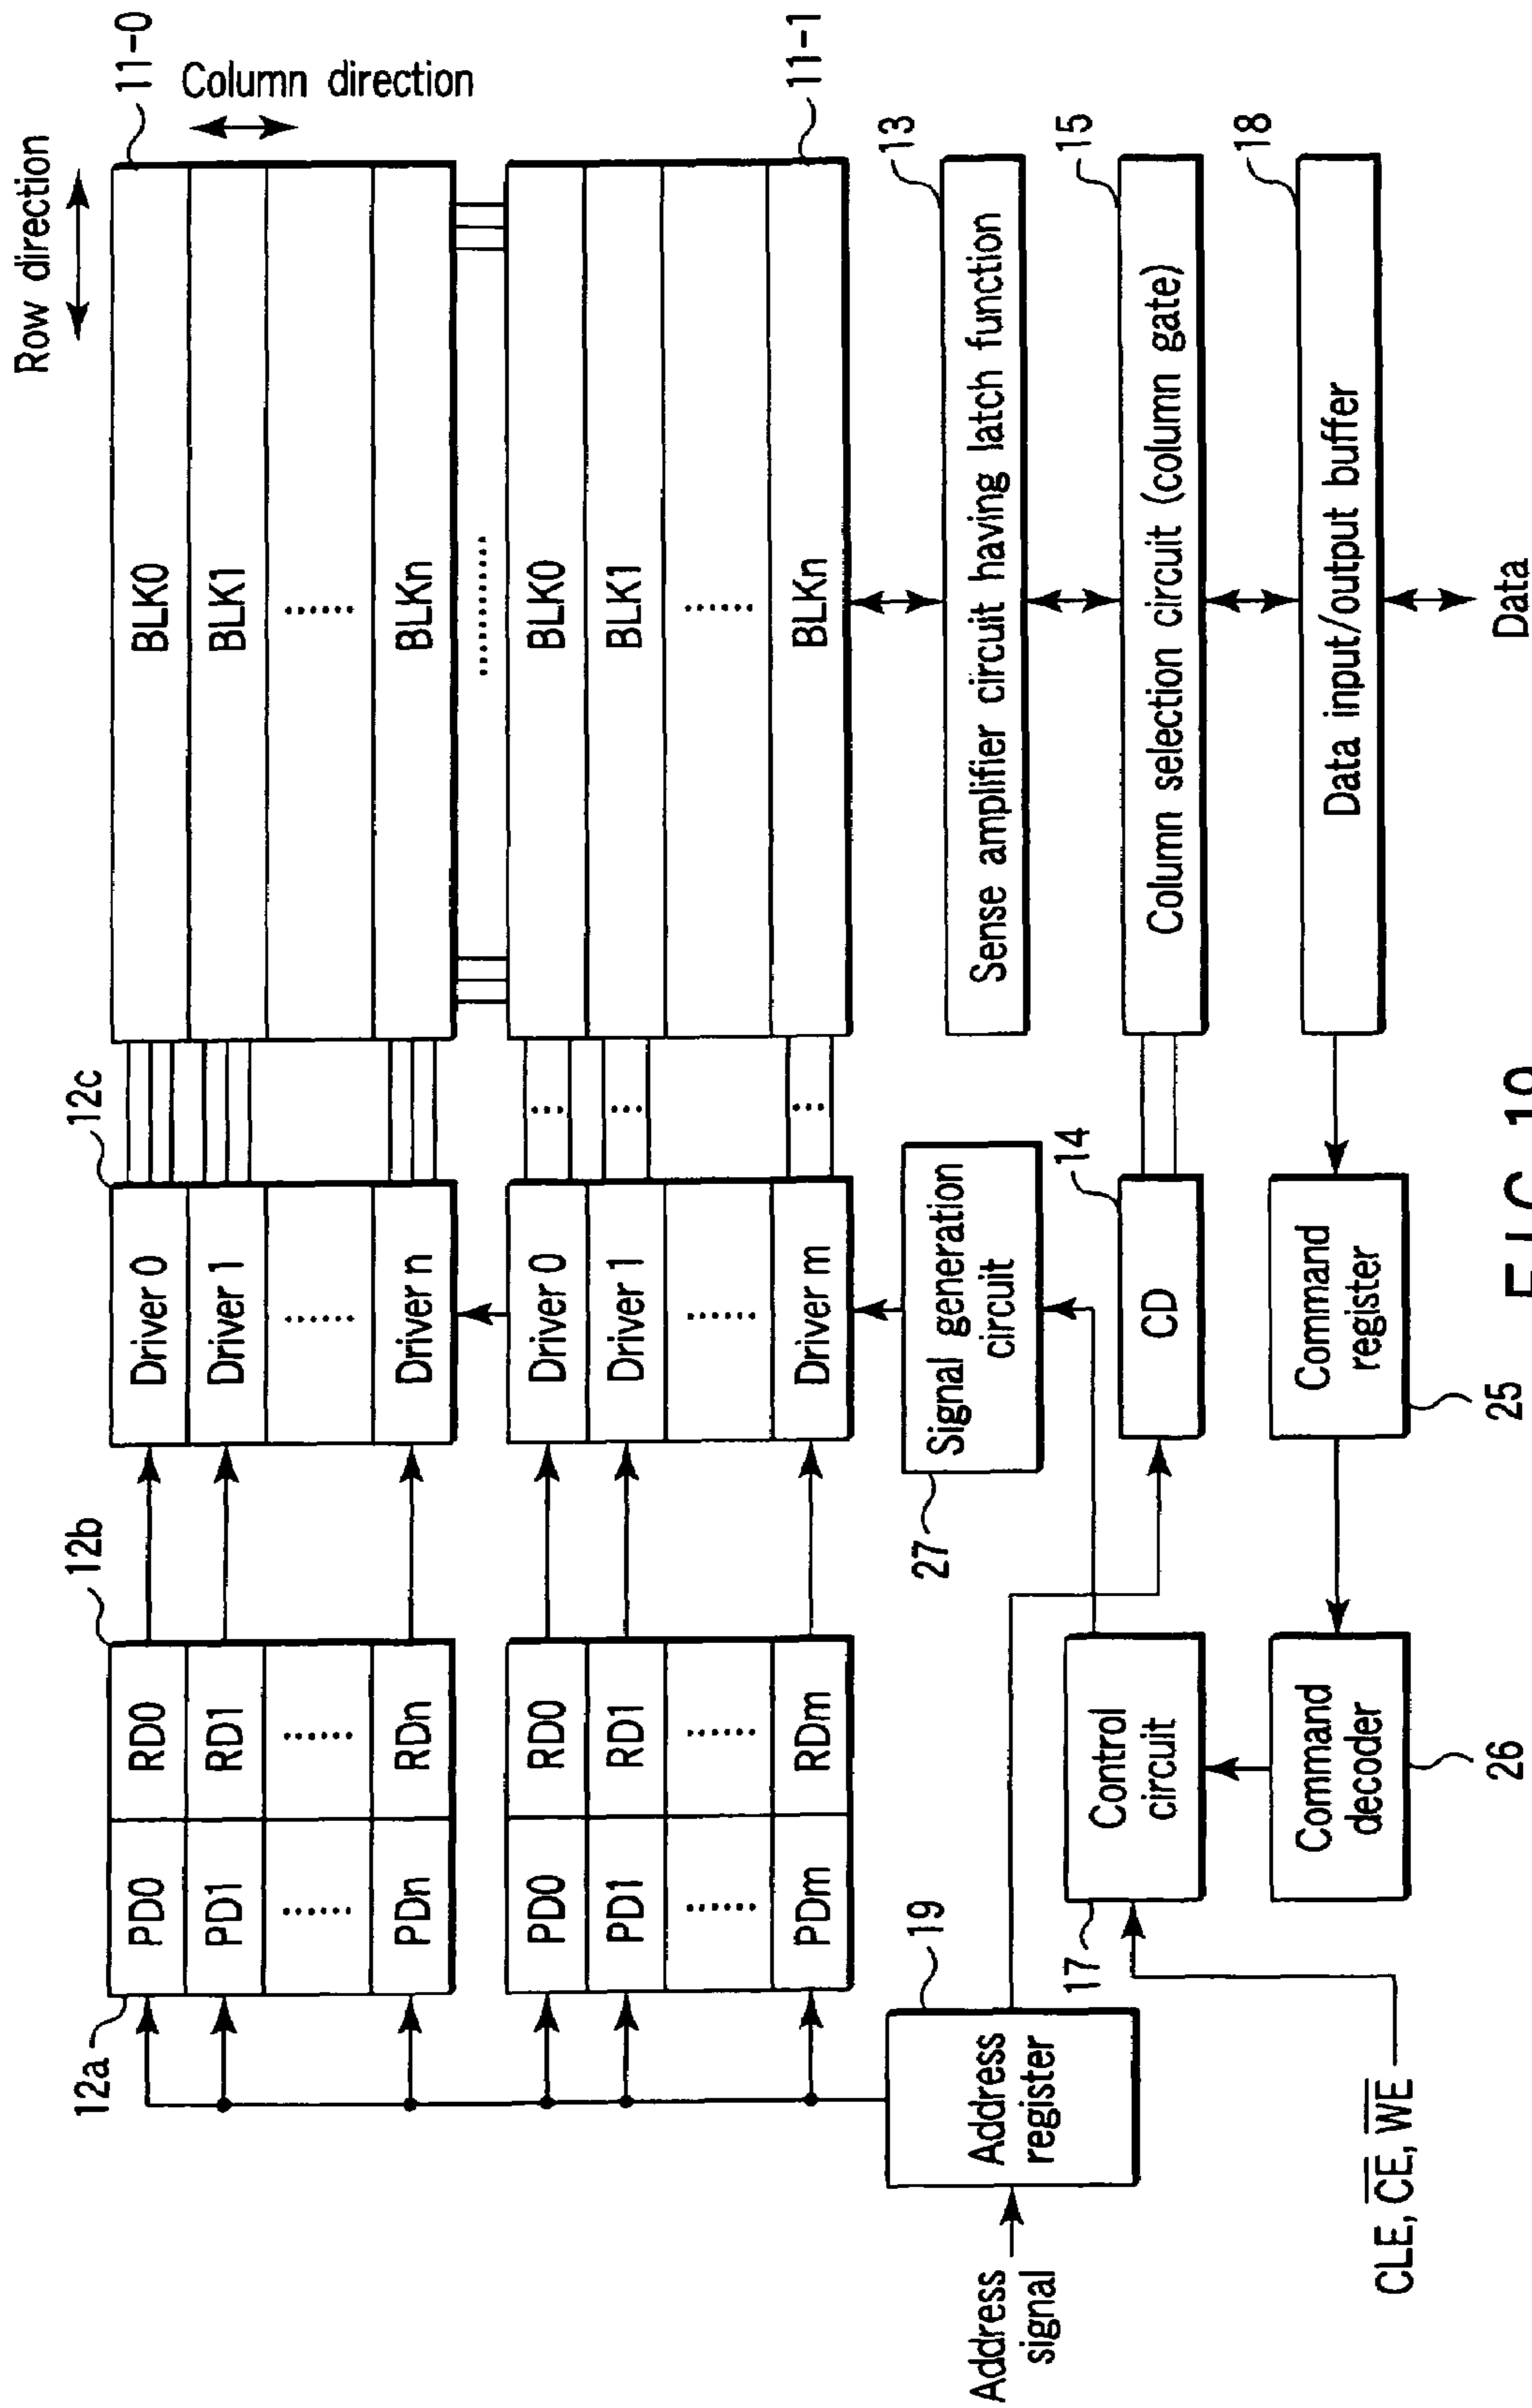 Row direction
11-0
Column direction
12a
12b
12c
PD0
RD0
Driver 0
BLK0
PD1
RD1
Driver 1
BLK1
......
......
......
......
PDn
RDn
Driver n
BLKn
............
PD0
RD0
Driver 0
...
BLK0
PD1
RD1
Driver 1
...
BLK1
......
......
......
......
PDm
RDm
Driver m
...
BLKn
11-1
19
Address
register
Address
signal
27
Signal generation
circuit
13
Sense amplifier circuit having latch function
17
Control
circuit
14
CD
15
Column selection circuit (column gate)
CLE, C̅E̅, W̅E̅
Command
decoder
26
Command
register
25
18
Data input/output buffer
Data